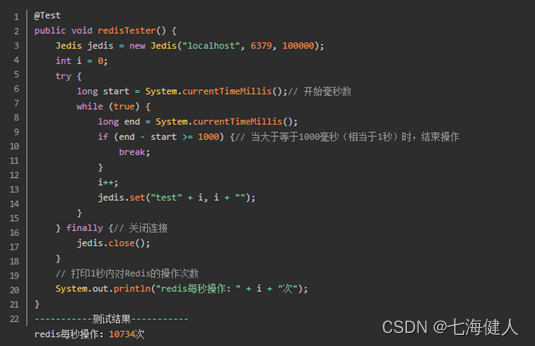 1 @Test
2 public void redisTester() {
3 Jedis jedis = new Jedis("localhost", 6379, 100000);
4 int i = 0;
5 try {
6 long start = System.currentTimeMillis();// 开始毫秒数
7 while (true) {
8 long end = System.currentTimeMillis();
9 if (end - start >= 1000) {// 当大于等于1000毫秒（相当于1秒）时，结束操作
10 break;
11 }
12 i++;
13 jedis.set("test" + i, i + "");
14 }
15 } finally {// 关闭连接
16 jedis.close();
17 }
18 // 打印1秒内对Redis的操作次数
19 System.out.println("redis每秒操作：" + i + "次");
20 }
21 -----------测试结果-----------
22 redis每秒操作：10734次
CSDN @七海健人